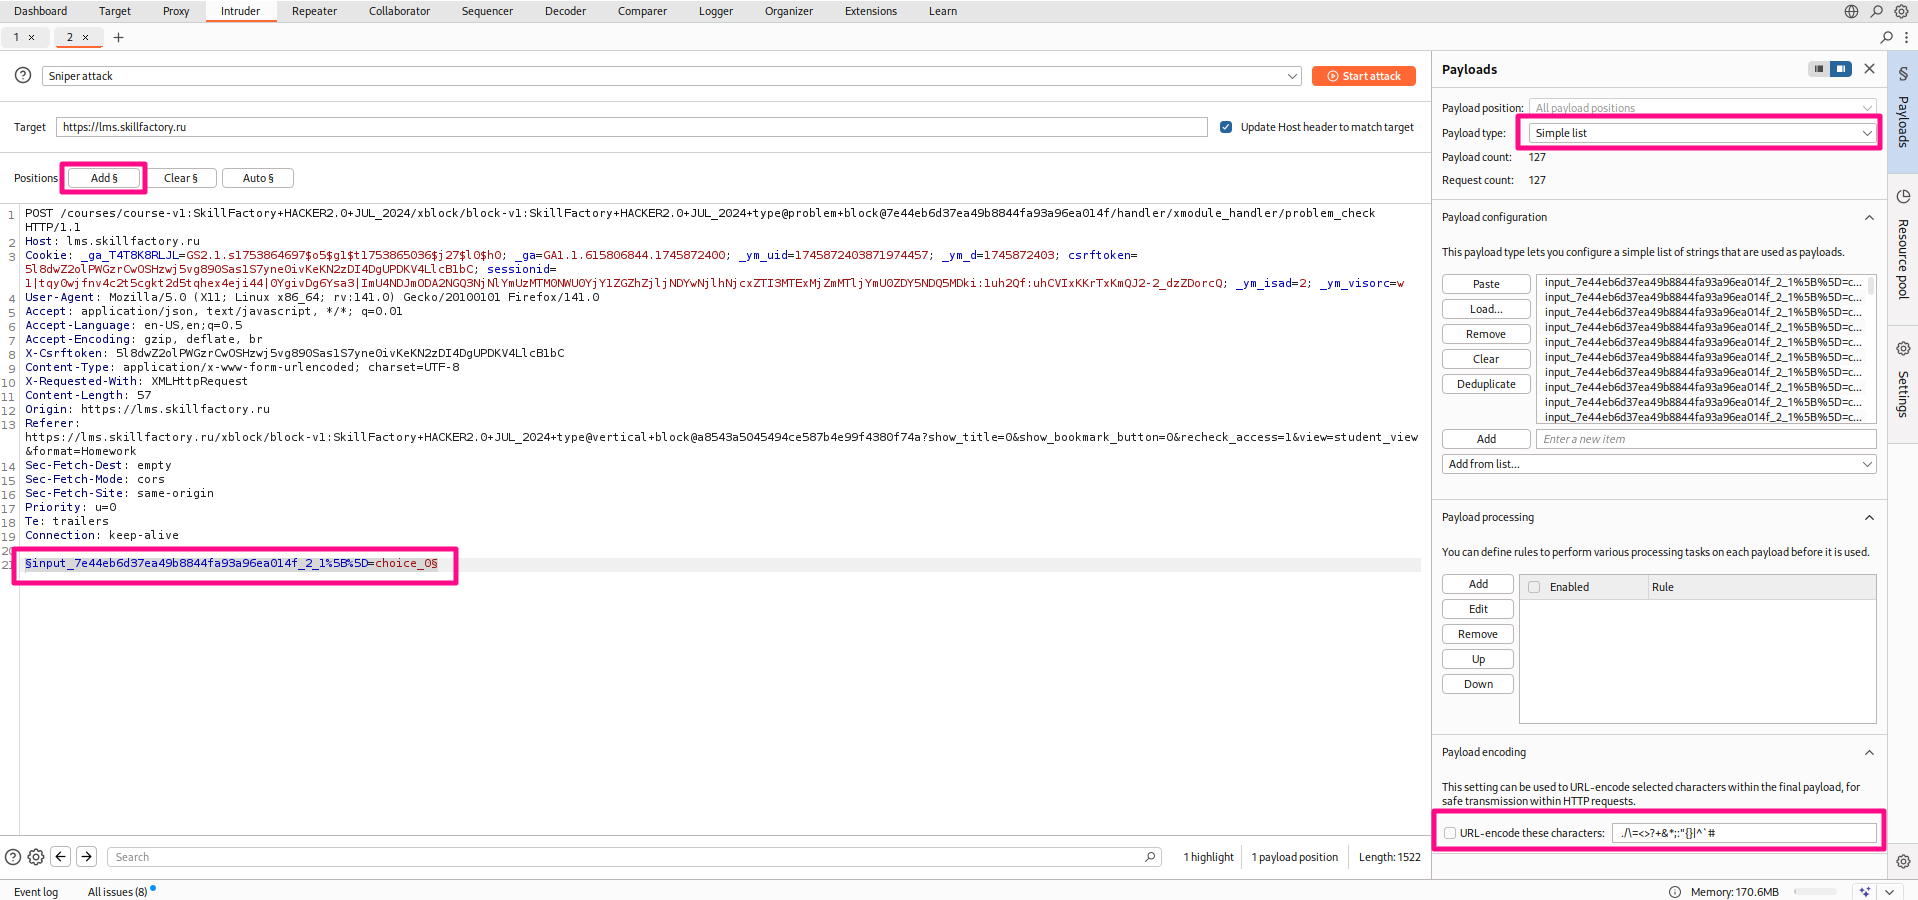 Dashboard Target Proxy Intruder Repeater Collaborator Sequencer Decoder Comparer Logger Organizer Extensions Learn
1 × 2 × +
Sniper attack
Start attack
Target https://lms.skillfactory.ru
Update Host header to match target
Positions Add § Clear § Auto §
1 POST /courses/course-v1:SkillFactory+HACKER2.0+JUL_2024/xblock/block-v1:SkillFactory+HACKER2.0+JUL_2024+type@problem+block@7e44eb6d37ea49b8844fa93a96ea014f/handler/xmodule_handler/problem_check
HTTP/1.1
2 Host: lms.skillfactory.ru
3 Cookie: _ga_T4T8K8RLJL=GS2.1.s1753864697$o5$g1$t1753865036$j27$l0$h0; _ga=GA1.1.615806844.1745872400; _ym_uid=1745872403871974457; _ym_d=1745872403; csrftoken=
5l8dwZ2olPWGzrCwOSHzwj5vg890Sas1S7yne0ivKeKN2zDI4DgUPDKV4LlcB1bC; sessionid=
1|tqy0wjfnv4c2t5cgkt2d5tqhex4eji44|0YgivDg6Ysa3|ImU4NDJmODA2NGQ3NjNlYmUzMTM0NWU0YjY1ZGZhZjljNDYwNjlhNjcxZTI3MTExMjZmMTljYmU0ZDY5NDQ5MDki:1uh2Qf:uhCVIxKKrTxKmQJ2-2_dzZDorcQ; _ym_isad=2; _ym_visorc=w
4 User-Agent: Mozilla/5.0 (X11; Linux x86_64; rv:141.0) Gecko/20100101 Firefox/141.0
5 Accept: application/json, text/javascript, */*; q=0.01
6 Accept-Language: en-US,en;q=0.5
7 Accept-Encoding: gzip, deflate, br
8 X-Csrftoken: 5l8dwZ2olPWGzrCwOSHzwj5vg890Sas1S7yne0ivKeKN2zDI4DgUPDKV4LlcB1bC
9 Content-Type: application/x-www-form-urlencoded; charset=UTF-8
10 X-Requested-With: XMLHttpRequest
11 Content-Length: 57
12 Origin: https://lms.skillfactory.ru
13 Referer:
https://lms.skillfactory.ru/xblock/block-v1:SkillFactory+HACKER2.0+JUL_2024+type@vertical+block@a8543a5045494ce587b4e99f4380f74a?show_title=0&show_bookmark_button=0&recheck_access=1&view=student_view
&format=Homework
14 Sec-Fetch-Dest: empty
15 Sec-Fetch-Mode: cors
16 Sec-Fetch-Site: same-origin
17 Priority: u=0
18 Te: trailers
19 Connection: keep-alive
20
21 §input_7e44eb6d37ea49b8844fa93a96ea014f_2_1%5B%5D=choice_0§
Search
1 highlight 1 payload position Length: 1522
Event log All issues (8)
Memory: 170.6MB
Payloads
Payload position: All payload positions
Payload type: Simple list
Payload count: 127
Request count: 127
Payload configuration
This payload type lets you configure a simple list of strings that are used as payloads.
Paste
Load...
Remove
Clear
Deduplicate
input_7e44eb6d37ea49b8844fa93a96ea014f_2_1%5B%5D=c...
input_7e44eb6d37ea49b8844fa93a96ea014f_2_1%5B%5D=c...
input_7e44eb6d37ea49b8844fa93a96ea014f_2_1%5B%5D=c...
input_7e44eb6d37ea49b8844fa93a96ea014f_2_1%5B%5D=c...
input_7e44eb6d37ea49b8844fa93a96ea014f_2_1%5B%5D=c...
input_7e44eb6d37ea49b8844fa93a96ea014f_2_1%5B%5D=c...
input_7e44eb6d37ea49b8844fa93a96ea014f_2_1%5B%5D=c...
input_7e44eb6d37ea49b8844fa93a96ea014f_2_1%5B%5D=c...
input_7e44eb6d37ea49b8844fa93a96ea014f_2_1%5B%5D=c...
input_7e44eb6d37ea49b8844fa93a96ea014f_2_1%5B%5D=c...
Add Enter a new item
Add from list...
Payload processing
You can define rules to perform various processing tasks on each payload before it is used.
Add
Edit
Remove
Up
Down
Enabled Rule
Payload encoding
This setting can be used to URL-encode selected characters within the final payload, for
safe transmission within HTTP requests.
URL-encode these characters: ./\=<>?+&*;:"{}|^`#
§ Payloads
Resource pool
Settings